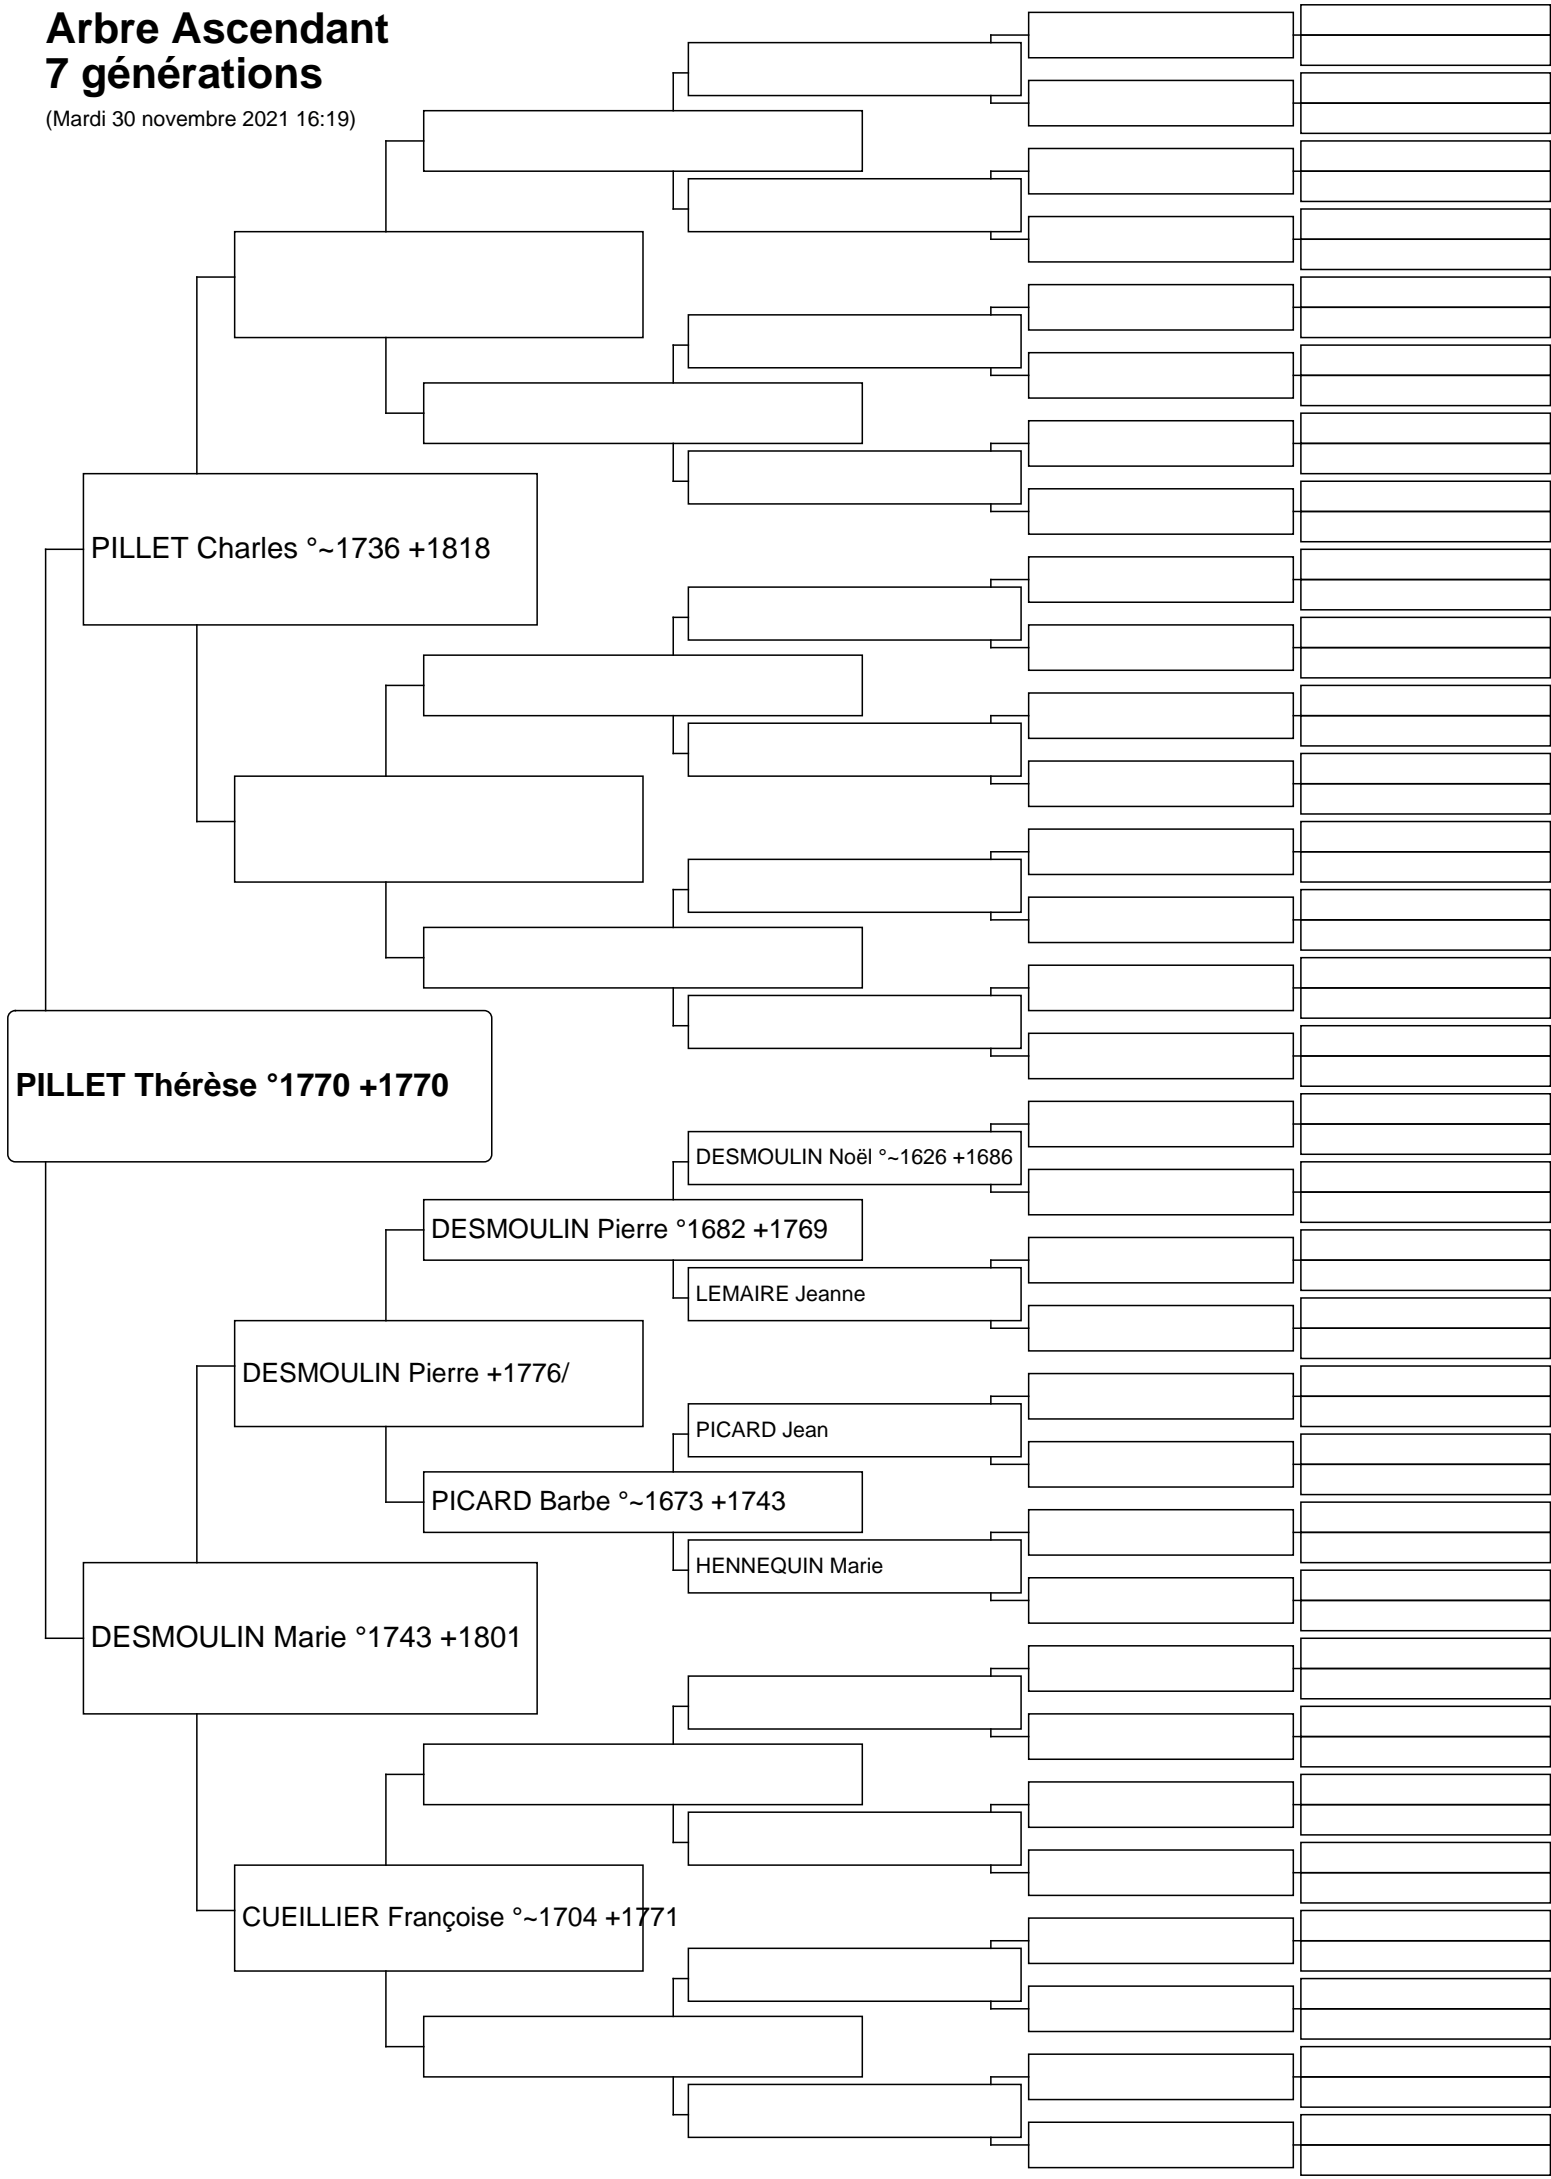 Arbre Ascendant
7 générations
(Mardi 30 novembre 2021 16:19)
PILLET Charles °~1736 +1818
PILLET Thérèse °1770 +1770
DESMOULIN Noël °~1626 +1686
DESMOULIN Pierre °1682 +1769
LEMAIRE Jeanne
DESMOULIN Pierre +1776/
PICARD Jean
PICARD Barbe °~1673 +1743
HENNEQUIN Marie
DESMOULIN Marie °1743 +1801
CUEILLIER Françoise °~1704 +1771